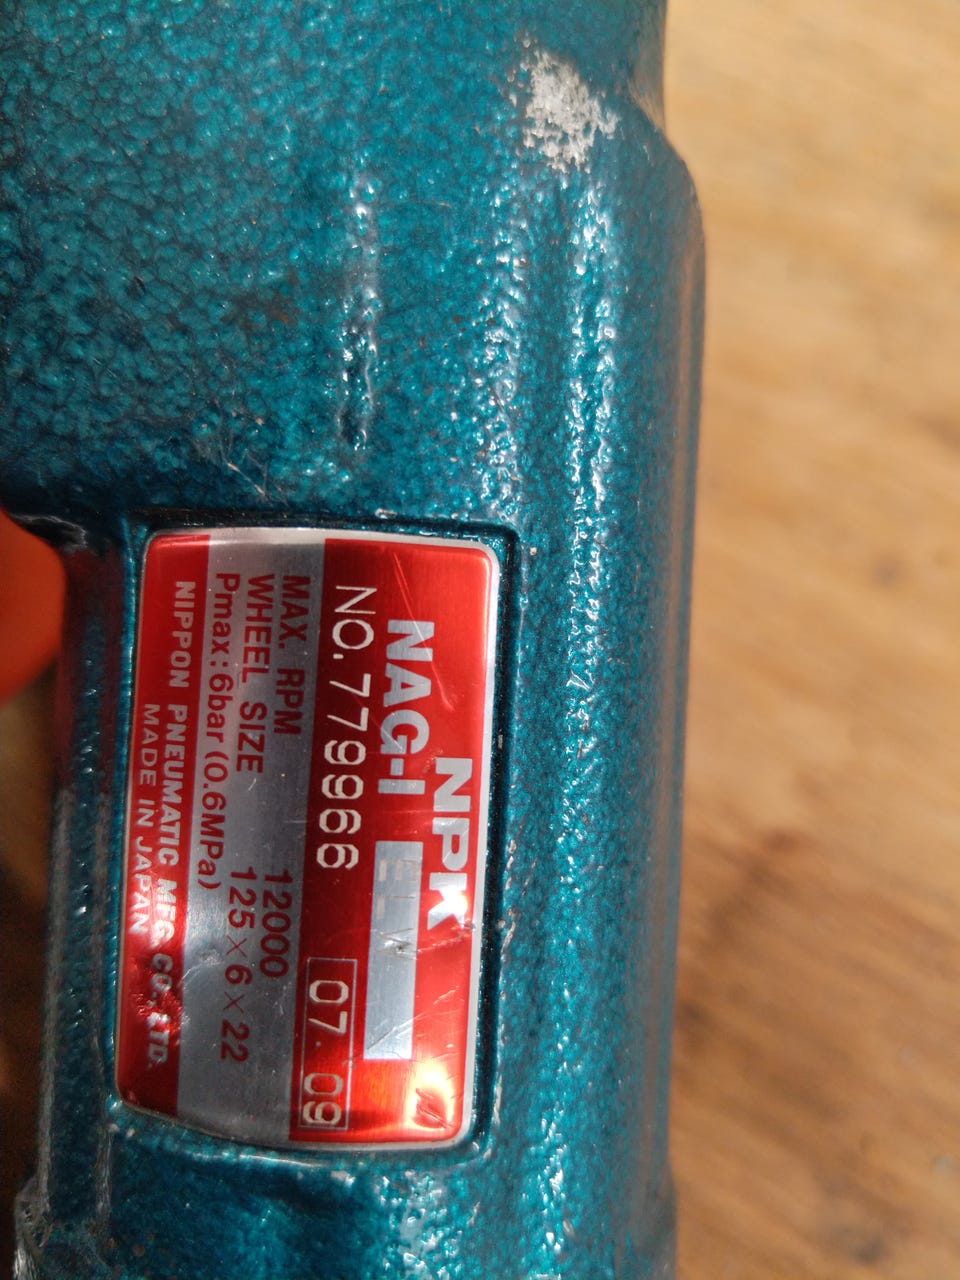 NPK
NAG-I
NO. 77966
07. 09
MAX. RPM 12000
WHEEL SIZE 125×6×22
Pmax:6bar(0.6MPa)
NIPPON PNEUMATIC MFG. CO., LTD.
MADE IN JAPAN